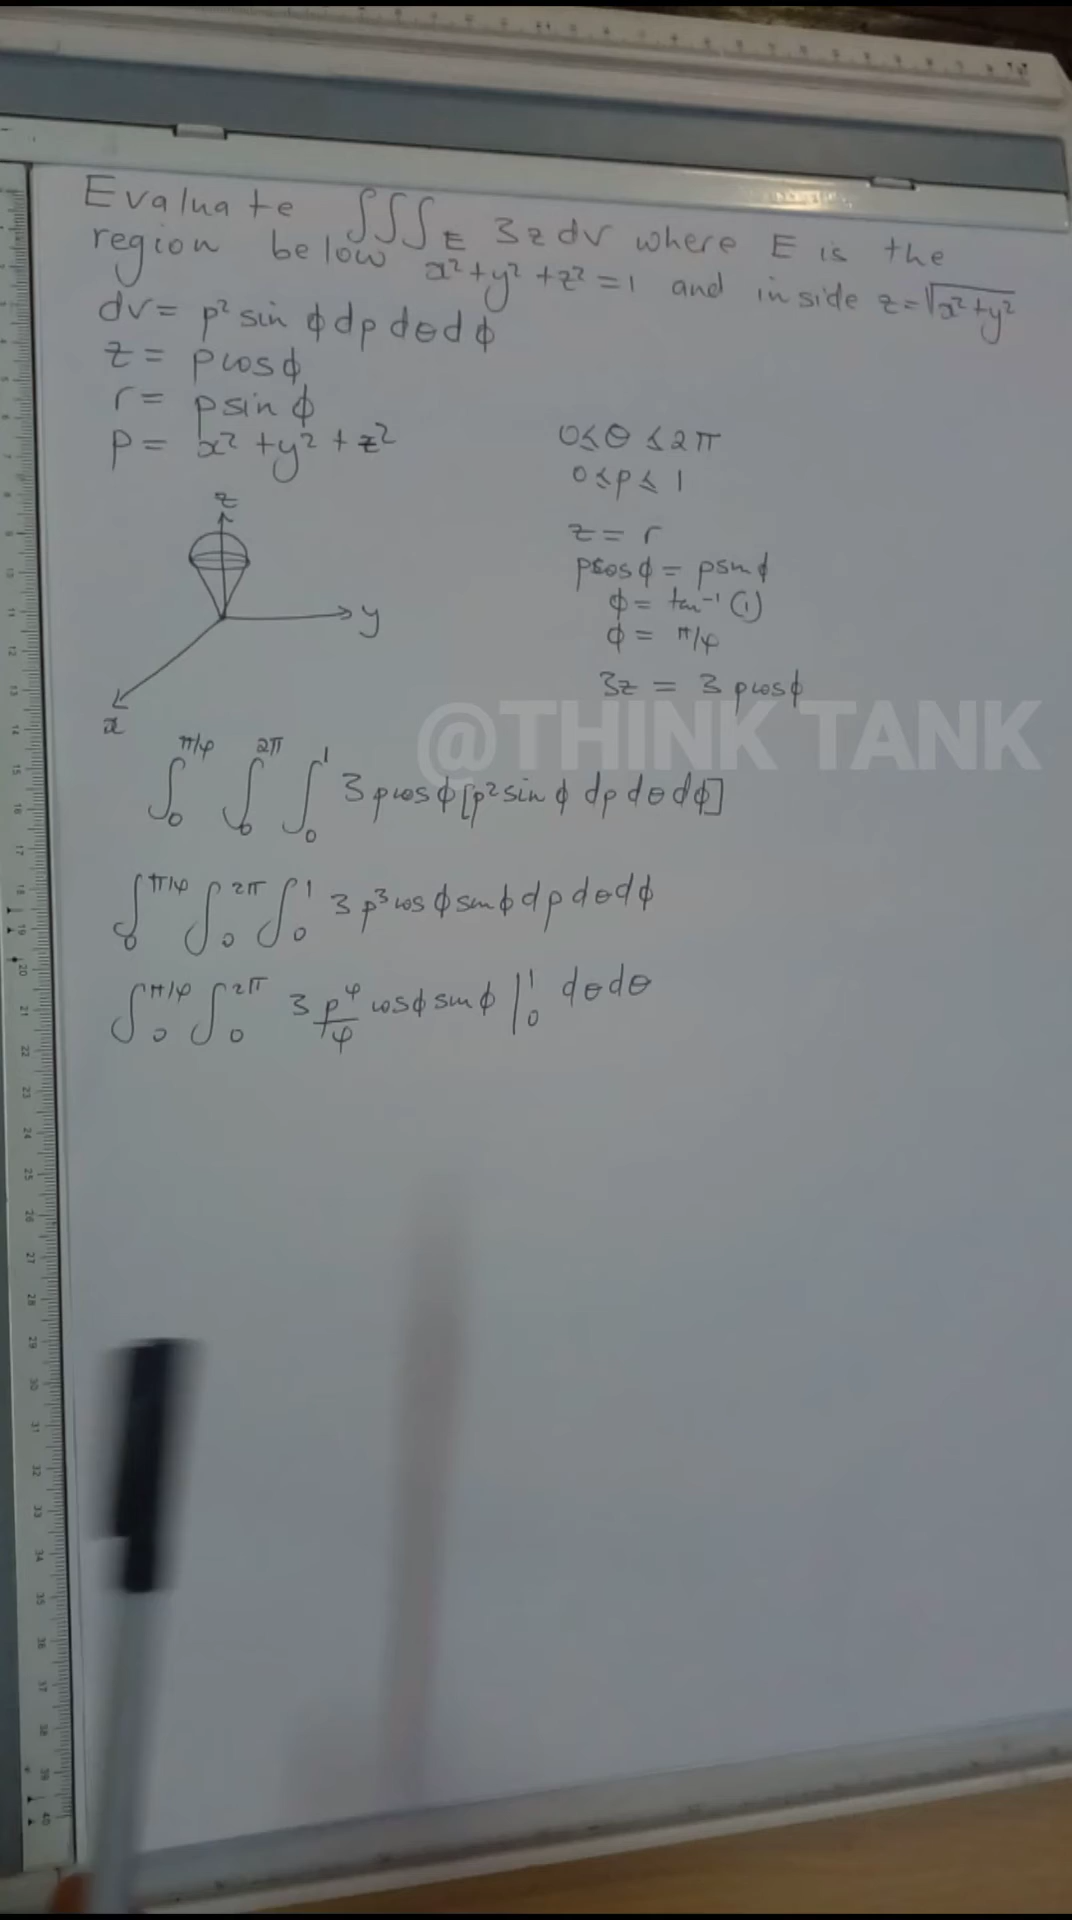 Evaluate ∭_E 3z dv where E is the
region below x² + y² + z² = 1 and inside z = √(x² + y²)
dv = ρ² sin ϕ dρ dθ dϕ
z = ρ cos ϕ
r = ρ sin ϕ
ρ = x² + y² + z²
0 ≤ θ ≤ 2π
0 ≤ ρ ≤ 1
z = r
ρ cos ϕ = ρ sin ϕ
ϕ = tan⁻¹ (1)
ϕ = π/4
3z = 3 ρ cos ϕ
z
y
x
@THINK TANK
∫₀^{π/4} ∫₀^{2π} ∫₀^1 3 ρ cos ϕ [ρ² sin ϕ dρ dθ dϕ]
∫₀^{π/4} ∫₀^{2π} ∫₀^1 3 ρ³ cos ϕ sin ϕ dρ dθ dϕ
∫₀^{π/4} ∫₀^{2π} 3 ρ⁴/4 cos ϕ sin ϕ |₀^1 dθ dθ